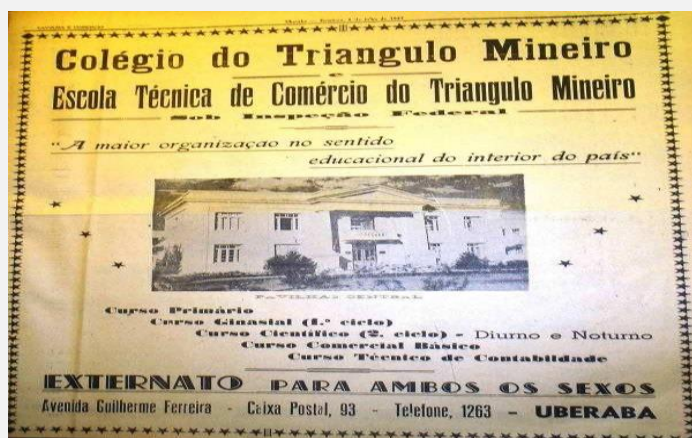 Colégio do Triangulo Mineiro
e
Escola Técnica de Comércio do Triangulo Mineiro
Sob Inspeção Federal
"A maior organizaçao no sentido
educacional do interior do país"
PAVILHÃO CENTRAL
Curso Primário
Curso Ginasial (1.º ciclo)
Curso Científico (2. ciclo) - Diurno e Noturno
Curso Comercial Básico
Curso Técnico de Contabildade
EXTERNATO PARA AMBOS OS SEXOS
Avenida Guilherme Ferreira - Caixa Postal, 93 - Telefone, 1263 - UBERABA